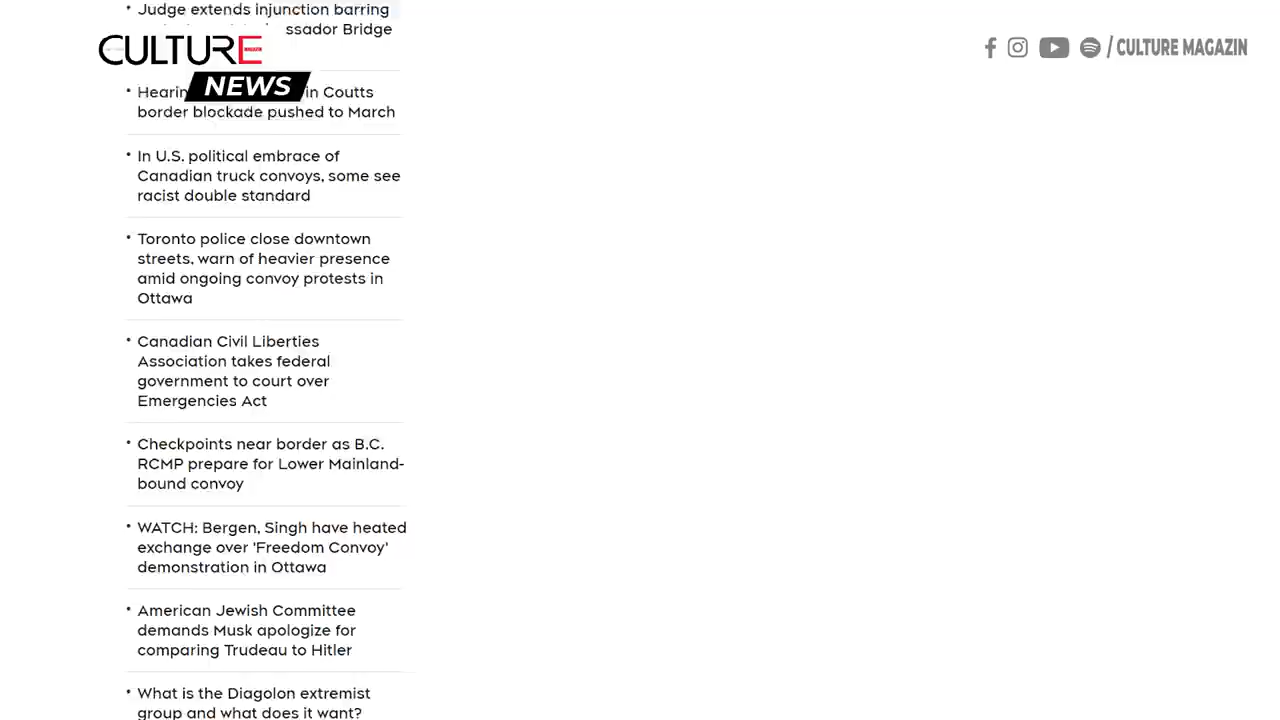 Judge extends injunction barring
ssador Bridge
CULTURE
NEWS
/ CULTURE MAGAZIN
Hearin in Coutts
border blockade pushed to March
In U.S. political embrace of
Canadian truck convoys, some see
racist double standard
Toronto police close downtown
streets, warn of heavier presence
amid ongoing convoy protests in
Ottawa
Canadian Civil Liberties
Association takes federal
government to court over
Emergencies Act
Checkpoints near border as B.C.
RCMP prepare for Lower Mainland-
bound convoy
WATCH: Bergen, Singh have heated
exchange over 'Freedom Convoy'
demonstration in Ottawa
American Jewish Committee
demands Musk apologize for
comparing Trudeau to Hitler
What is the Diagolon extremist
group and what does it want?